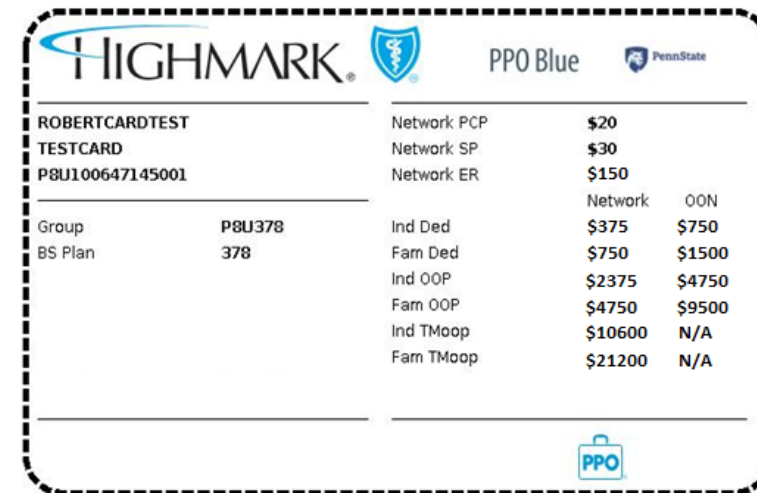 HIGHMARK®
PPO Blue
PennState
ROBERTCARDTEST
TESTCARD
P8U100647145001
Group P8U378
BS Plan 378
Network PCP $20
Network SP $30
Network ER $150
Network OON
Ind Ded $375 $750
Fam Ded $750 $1500
Ind OOP $2375 $4750
Fam OOP $4750 $9500
Ind TMoop $10600 N/A
Fam TMoop $21200 N/A
PPO